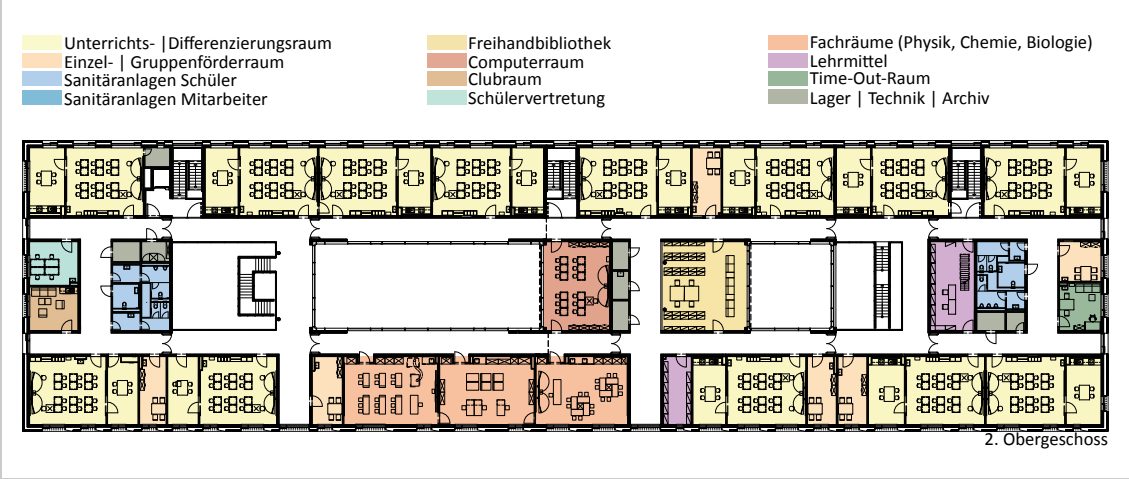 Unterrichts- |Differenzierungsraum
Einzel- | Gruppenförderraum
Sanitäranlagen Schüler
Sanitäranlagen Mitarbeiter
Freihandbibliothek
Computerraum
Clubraum
Schülervertretung
Fachräume (Physik, Chemie, Biologie)
Lehrmittel
Time-Out-Raum
Lager | Technik | Archiv
2. Obergeschoss